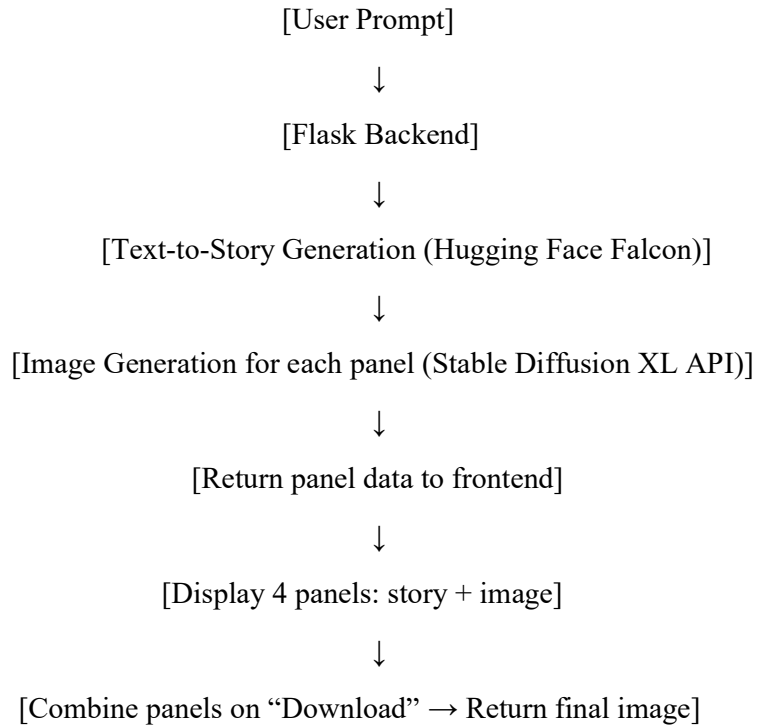 [User Prompt]
↓
[Flask Backend]
↓
[Text-to-Story Generation (Hugging Face Falcon)]
↓
[Image Generation for each panel (Stable Diffusion XL API)]
↓
[Return panel data to frontend]
↓
[Display 4 panels: story + image]
↓
[Combine panels on “Download” → Return final image]